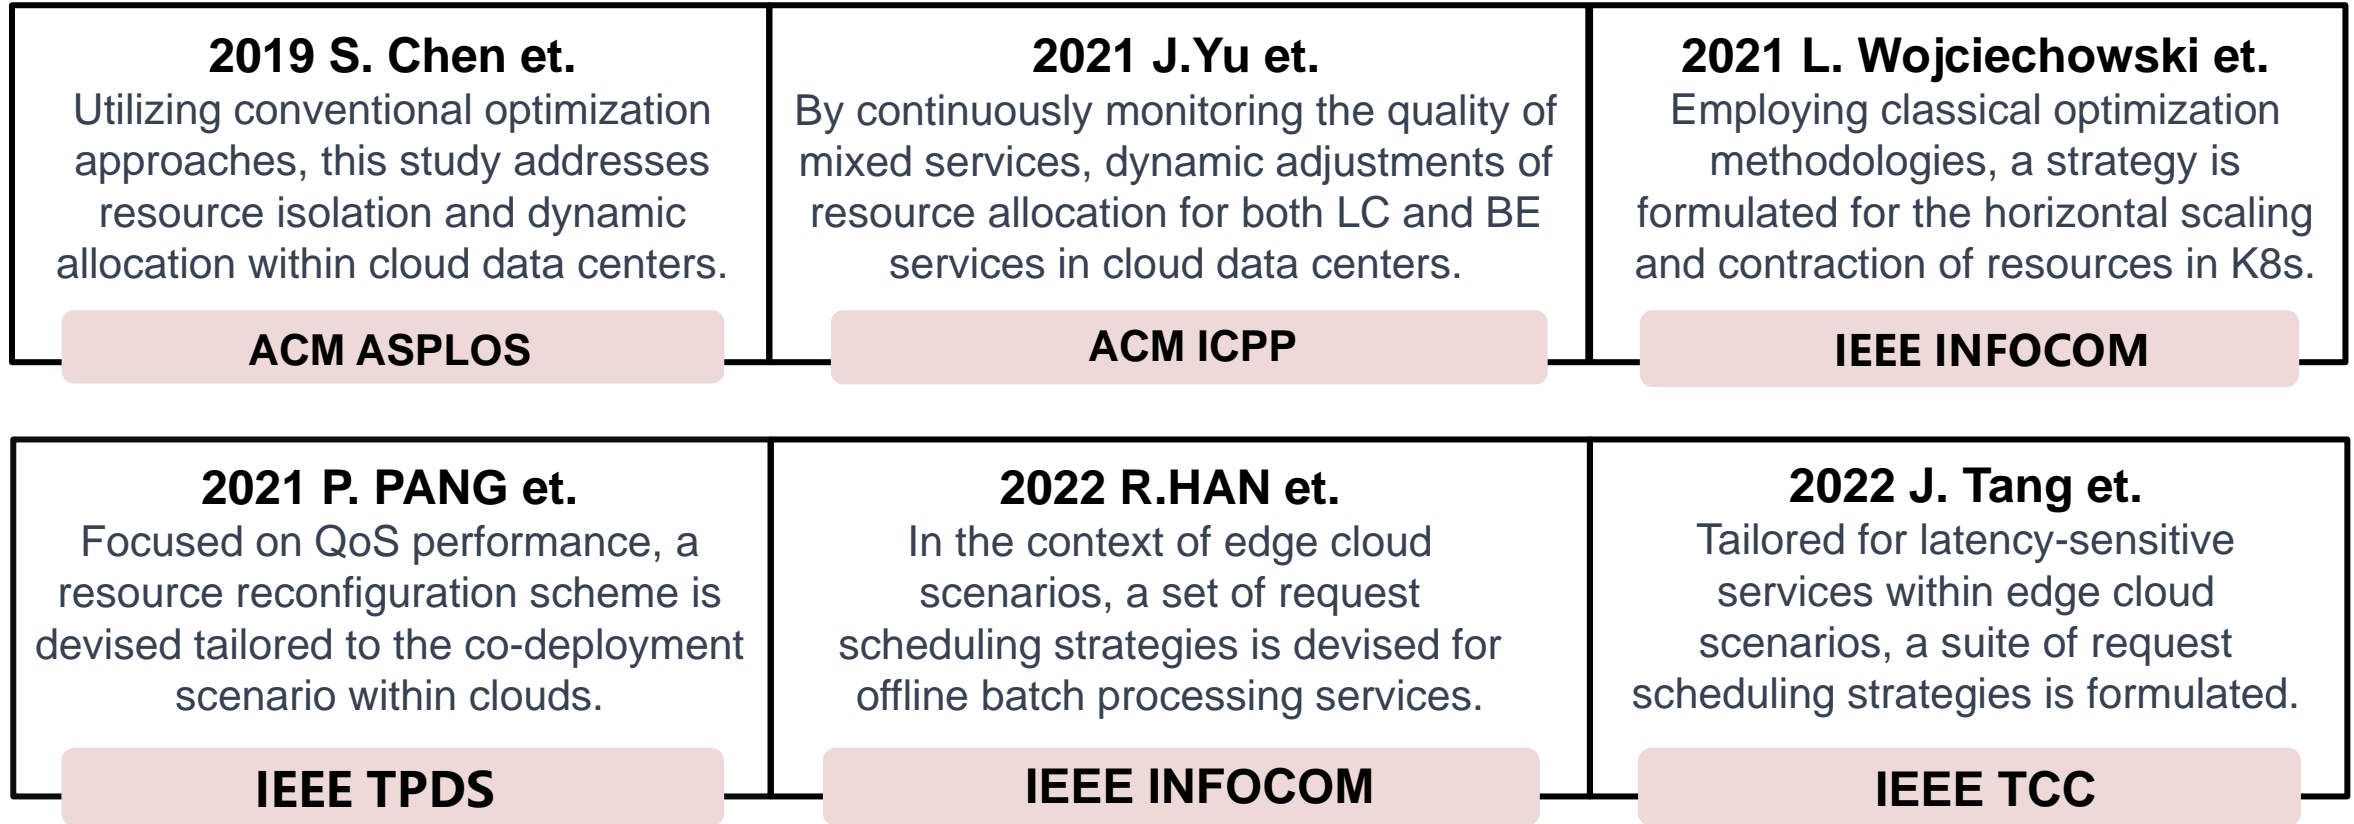 2019 S. Chen et.
Utilizing conventional optimization
approaches, this study addresses
resource isolation and dynamic
allocation within cloud data centers.
ACM ASPLOS
2021 J.Yu et.
By continuously monitoring the quality of
mixed services, dynamic adjustments of
resource allocation for both LC and BE
services in cloud data centers.
ACM ICPP
2021 L. Wojciechowski et.
Employing classical optimization
methodologies, a strategy is
formulated for the horizontal scaling
and contraction of resources in K8s.
IEEE INFOCOM
2021 P. PANG et.
Focused on QoS performance, a
resource reconfiguration scheme is
devised tailored to the co-deployment
scenario within clouds.
IEEE TPDS
2022 R.HAN et.
In the context of edge cloud
scenarios, a set of request
scheduling strategies is devised for
offline batch processing services.
IEEE INFOCOM
2022 J. Tang et.
Tailored for latency-sensitive
services within edge cloud
scenarios, a suite of request
scheduling strategies is formulated.
IEEE TCC